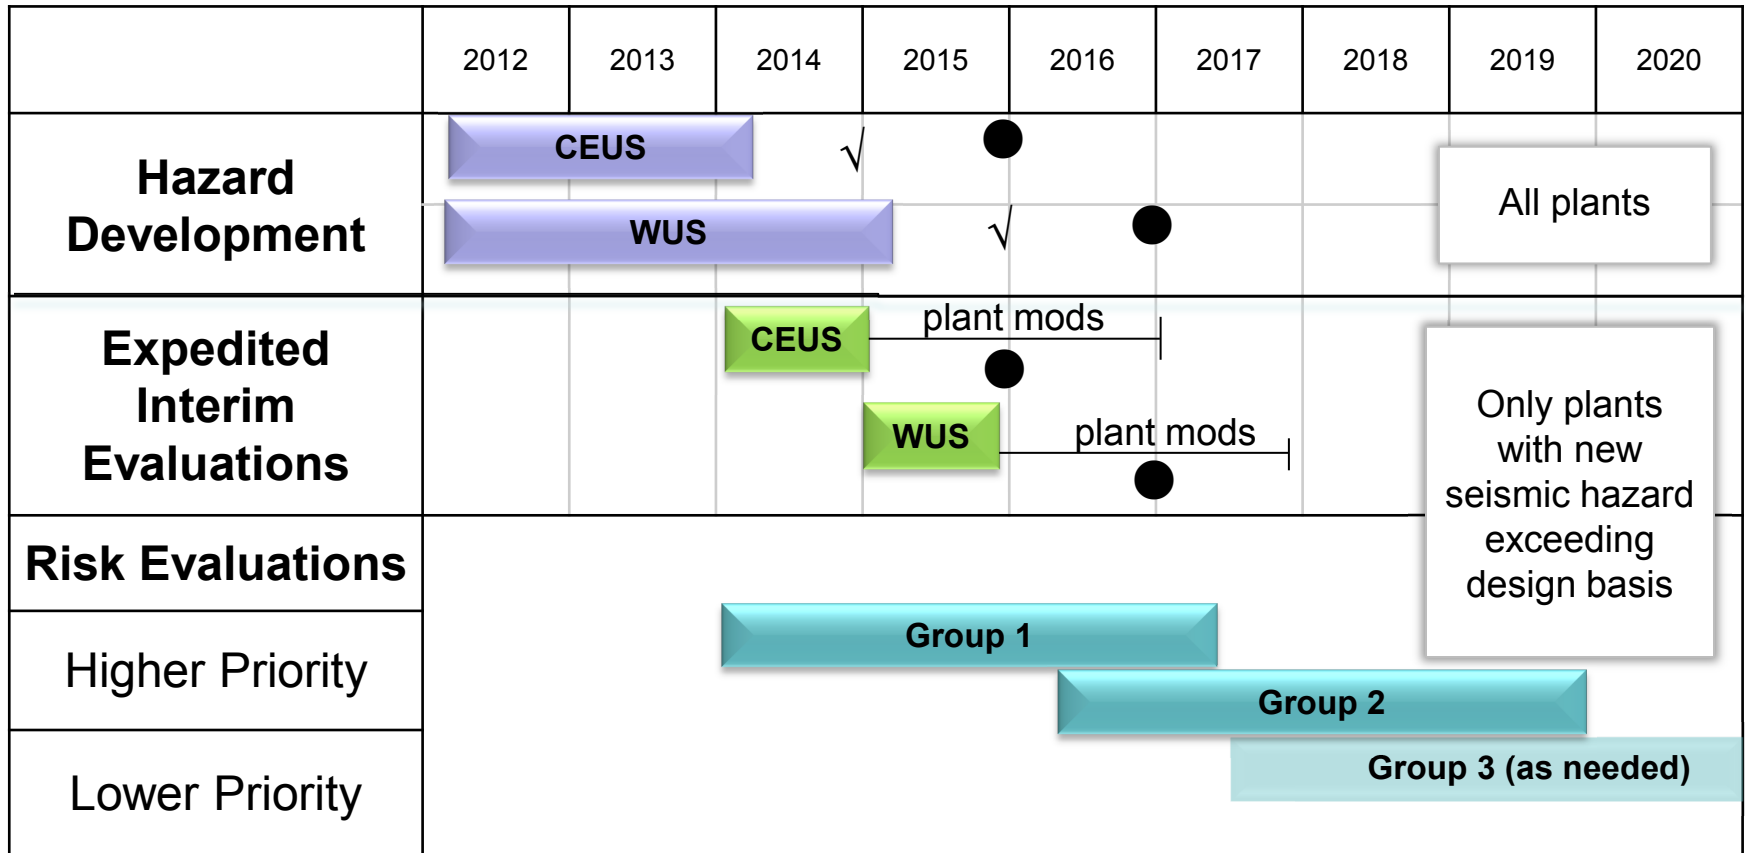 2012 2013 2014 2015 2016 2017 2018 2019 2020
Hazard
Development
CEUS √
WUS √
All plants
Expedited
Interim
Evaluations
CEUS plant mods
WUS plant mods
Only plants
with new
seismic hazard
exceeding
design basis
Risk Evaluations
Higher Priority
Group 1
Group 2
Lower Priority
Group 3 (as needed)